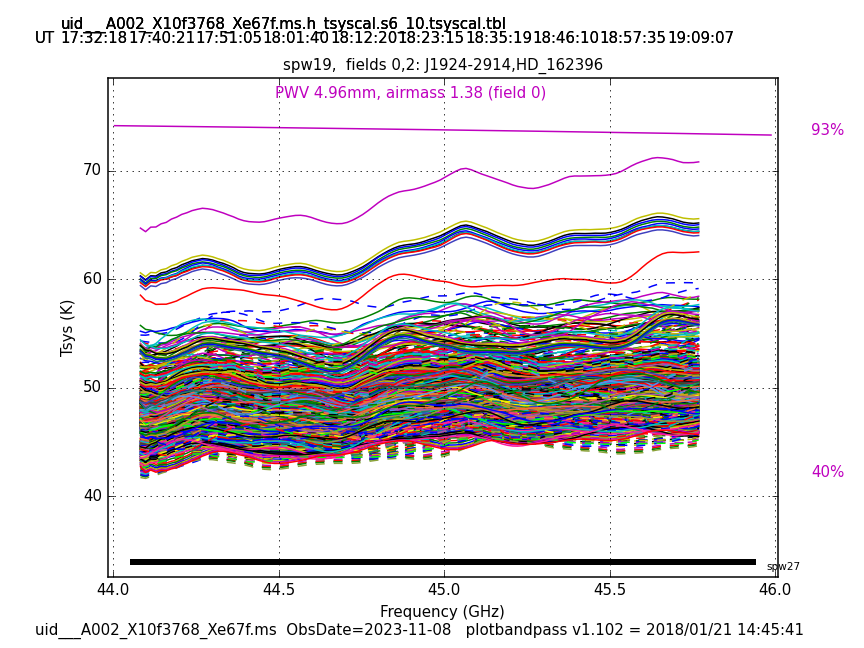 uid___A002_X10f3768_Xe67f.ms.h_tsyscal.s6_10.tsyscal.tbl
UT 17:32:18 17:40:21 17:51:05 18:01:40 18:12:20 18:23:15 18:35:19 18:46:10 18:57:35 19:09:07
spw19, fields 0,2: J1924-2914,HD_162396
PWV 4.96mm, airmass 1.38 (field 0)
93%
70
60
Tsys (K)
50
40%
40
spw27
44.0 44.5 45.0 45.5 46.0
Frequency (GHz)
uid___A002_X10f3768_Xe67f.ms ObsDate=2023-11-08 plotbandpass v1.102 = 2018/01/21 14:45:41